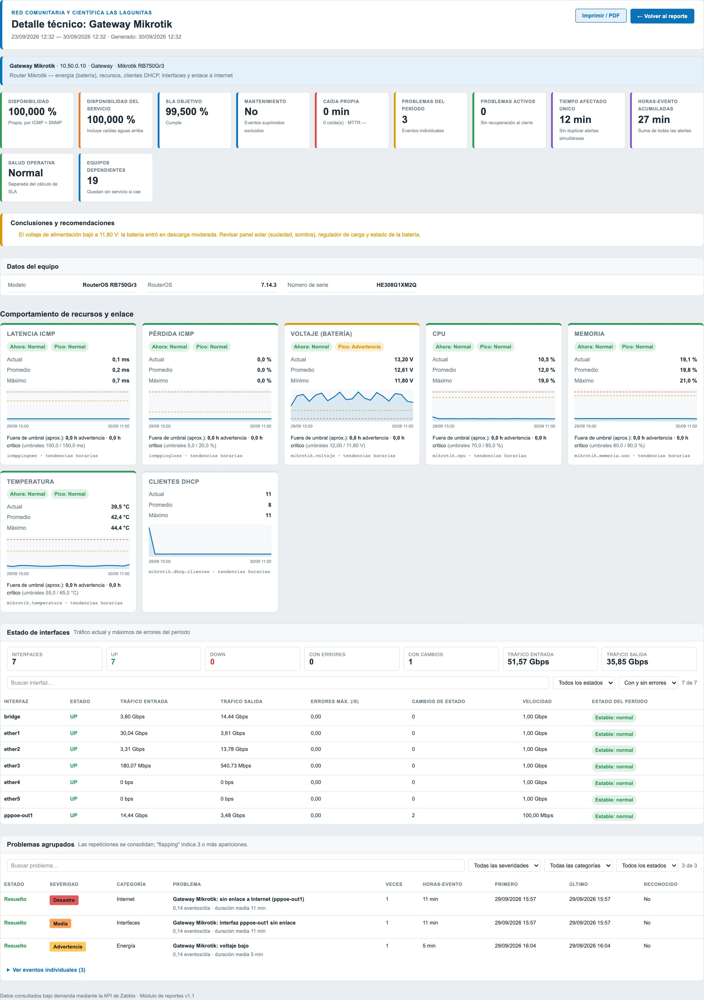 RED COMUNITARIA Y CIENTÍFICA LAS LAGUNITAS
Detalle técnico: Gateway Mikrotik
23/09/2026 12:32 — 30/09/2026 12:32 · Generado: 30/09/2026 12:32
Imprimir / PDF
← Volver al reporte
Gateway Mikrotik · 10.50.0.10 · Gateway · Mikrotik RB750Gr3
Router Mikrotik — energía (batería), recursos, clientes DHCP, interfaces y enlace a Internet
DISPONIBILIDAD
100,000 %
Propia, por ICMP + SNMP
DISPONIBILIDAD DEL
SERVICIO
100,000 %
Incluye caídas aguas arriba
SLA OBJETIVO
99,500 %
Cumple
MANTENIMIENTO
No
Eventos suprimidos
excluidos
CAÍDA PROPIA
0 min
0 caída(s) · MTTR —
PROBLEMAS DEL
PERÍODO
3
Eventos individuales
PROBLEMAS ACTIVOS
0
Sin recuperación al cierre
TIEMPO AFECTADO
ÚNICO
12 min
Sin duplicar alertas
simultáneas
HORAS-EVENTO
ACUMULADAS
27 min
Suma de todas las alertas
SALUD OPERATIVA
Normal
Separada del cálculo de
SLA
EQUIPOS
DEPENDIENTES
19
Quedan sin servicio si cae
Conclusiones y recomendaciones
El voltaje de alimentación bajó a 11,80 V: la batería entró en descarga moderada. Revisar panel solar (suciedad, sombra), regulador de carga y estado de la batería.
Datos del equipo
Modelo RouterOS RB750Gr3 RouterOS 7.14.3 Número de serie HE308G1XM2Q
Comportamiento de recursos y enlace
LATENCIA ICMP
Ahora: Normal Pico: Normal
Actual 0,1 ms
Promedio 0,2 ms
Máximo 0,7 ms
29/09 15:00 30/09 11:00
Fuera de umbral (aprox.): 0,0 h advertencia · 0,0 h
crítico (umbrales 100,0 / 150,0 ms)
icmppingsec · tendencias horarias
PÉRDIDA ICMP
Ahora: Normal Pico: Normal
Actual 0,0 %
Promedio 0,0 %
Máximo 0,0 %
29/09 15:00 30/09 11:00
Fuera de umbral (aprox.): 0,0 h advertencia · 0,0 h
crítico (umbrales 5,0 / 20,0 %)
icmppingloss · tendencias horarias
VOLTAJE (BATERÍA)
Ahora: Normal Pico: Advertencia
Actual 13,20 V
Promedio 12,61 V
Mínimo 11,80 V
29/09 15:00 30/09 11:00
Fuera de umbral (aprox.): 0,0 h advertencia · 0,0 h
crítico (umbrales 12,00 / 11,60 V)
mikrotik.voltaje · tendencias horarias
CPU
Ahora: Normal Pico: Normal
Actual 10,5 %
Promedio 12,0 %
Máximo 19,0 %
29/09 15:00 30/09 11:00
Fuera de umbral (aprox.): 0,0 h advertencia · 0,0 h
crítico (umbrales 70,0 / 85,0 %)
mikrotik.cpu · tendencias horarias
MEMORIA
Ahora: Normal Pico: Normal
Actual 19,1 %
Promedio 19,8 %
Máximo 21,0 %
29/09 15:00 30/09 11:00
Fuera de umbral (aprox.): 0,0 h advertencia · 0,0 h
crítico (umbrales 80,0 / 90,0 %)
mikrotik.memoria.uso · tendencias horarias
TEMPERATURA
Ahora: Normal Pico: Normal
Actual 39,5 °C
Promedio 42,4 °C
Máximo 44,4 °C
29/09 15:00 30/09 11:00
Fuera de umbral (aprox.): 0,0 h advertencia · 0,0 h
crítico (umbrales 55,0 / 65,0 °C)
mikrotik.temperatura · tendencias horarias
CLIENTES DHCP
Actual 11
Promedio 8
Máximo 11
29/09 15:00 30/09 11:00
mikrotik.dhcp.clientes · tendencias horarias
Estado de interfaces Tráfico actual y máximos de errores del período
INTERFACES
7
UP
7
DOWN
0
CON ERRORES
0
CON CAMBIOS
1
TRÁFICO ENTRADA
51,57 Gbps
TRÁFICO SALIDA
35,85 Gbps
Buscar interfaz… Todos los estados Con y sin errores 7 de 7
INTERFAZ ESTADO TRÁFICO ENTRADA TRÁFICO SALIDA ERRORES MÁX. (/S) CAMBIOS DE ESTADO VELOCIDAD ESTADO DEL PERÍODO
bridge UP 3,60 Gbps 14,44 Gbps 0,00 0 1,00 Gbps Estable: normal
ether1 UP 30,04 Gbps 3,61 Gbps 0,00 0 1,00 Gbps Estable: normal
ether2 UP 3,31 Gbps 13,78 Gbps 0,00 0 1,00 Gbps Estable: normal
ether3 UP 180,07 Mbps 540,73 Mbps 0,00 0 1,00 Gbps Estable: normal
ether4 UP 0 bps 0 bps 0,00 0 1,00 Gbps Estable: normal
ether5 UP 0 bps 0 bps 0,00 0 1,00 Gbps Estable: normal
pppoe-out1 UP 14,44 Gbps 3,48 Gbps 0,00 2 100,00 Mbps Estable: normal
Problemas agrupados Las repeticiones se consolidan; "flapping" indica 3 o más apariciones.
Buscar problema… Todas las severidades Todas las categorías Todos los estados 3 de 3
ESTADO SEVERIDAD CATEGORÍA PROBLEMA VECES HORAS-EVENTO PRIMERO ÚLTIMO RECONOCIDO
Resuelto Desastre Internet Gateway Mikrotik: sin enlace a Internet (pppoe-out1) 1 11 min 29/09/2026 15:57 29/09/2026 15:57 No
0,14 eventos/día · duración media 11 min
Resuelto Media Interfaces Gateway Mikrotik: interfaz pppoe-out1 sin enlace 1 11 min 29/09/2026 15:57 29/09/2026 15:57 No
0,14 eventos/día · duración media 11 min
Resuelto Advertencia Energía Gateway Mikrotik: voltaje bajo 1 5 min 29/09/2026 16:04 29/09/2026 16:04 No
0,14 eventos/día · duración media 5 min
▶ Ver eventos individuales (3)
Datos consultados bajo demanda mediante la API de Zabbix · Módulo de reportes v1.1